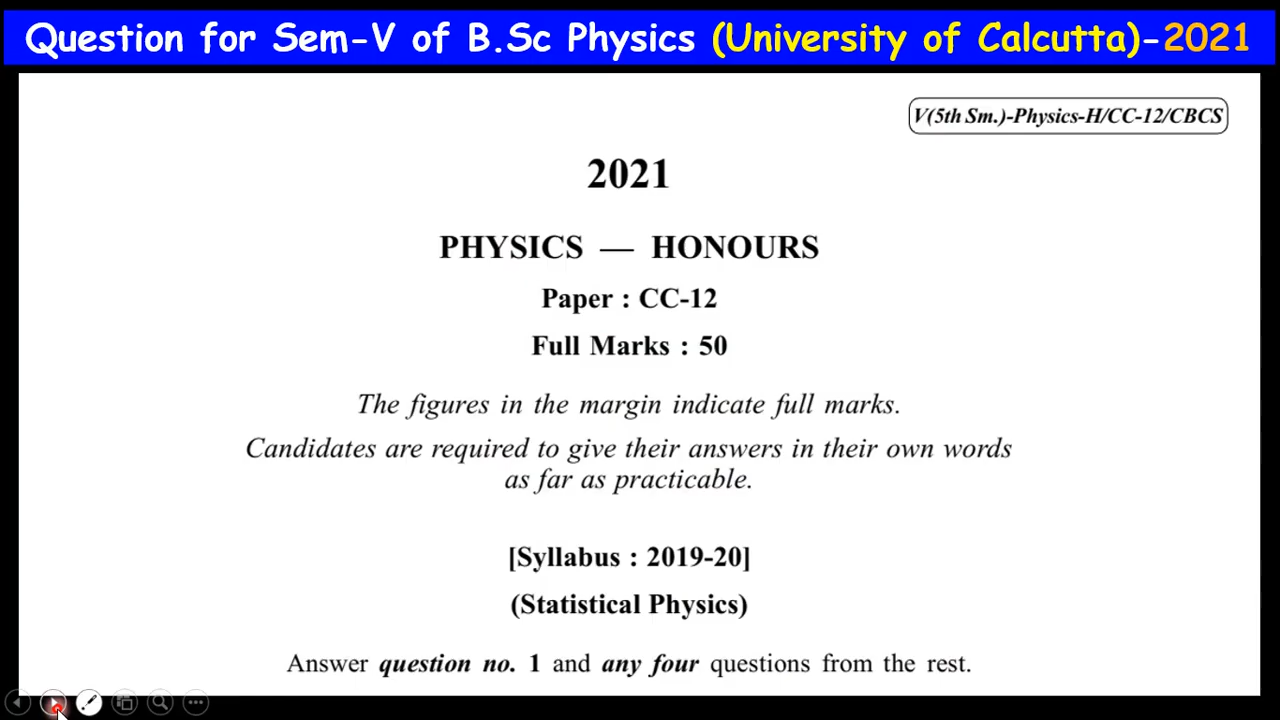 Question for Sem-V of B.Sc Physics (University of Calcutta)-2021
V(5th Sm.)-Physics-H/CC-12/CBCS
2021
PHYSICS — HONOURS
Paper : CC-12
Full Marks : 50
The figures in the margin indicate full marks.
Candidates are required to give their answers in their own words
as far as practicable.
[Syllabus : 2019-20]
(Statistical Physics)
Answer question no. 1 and any four questions from the rest.